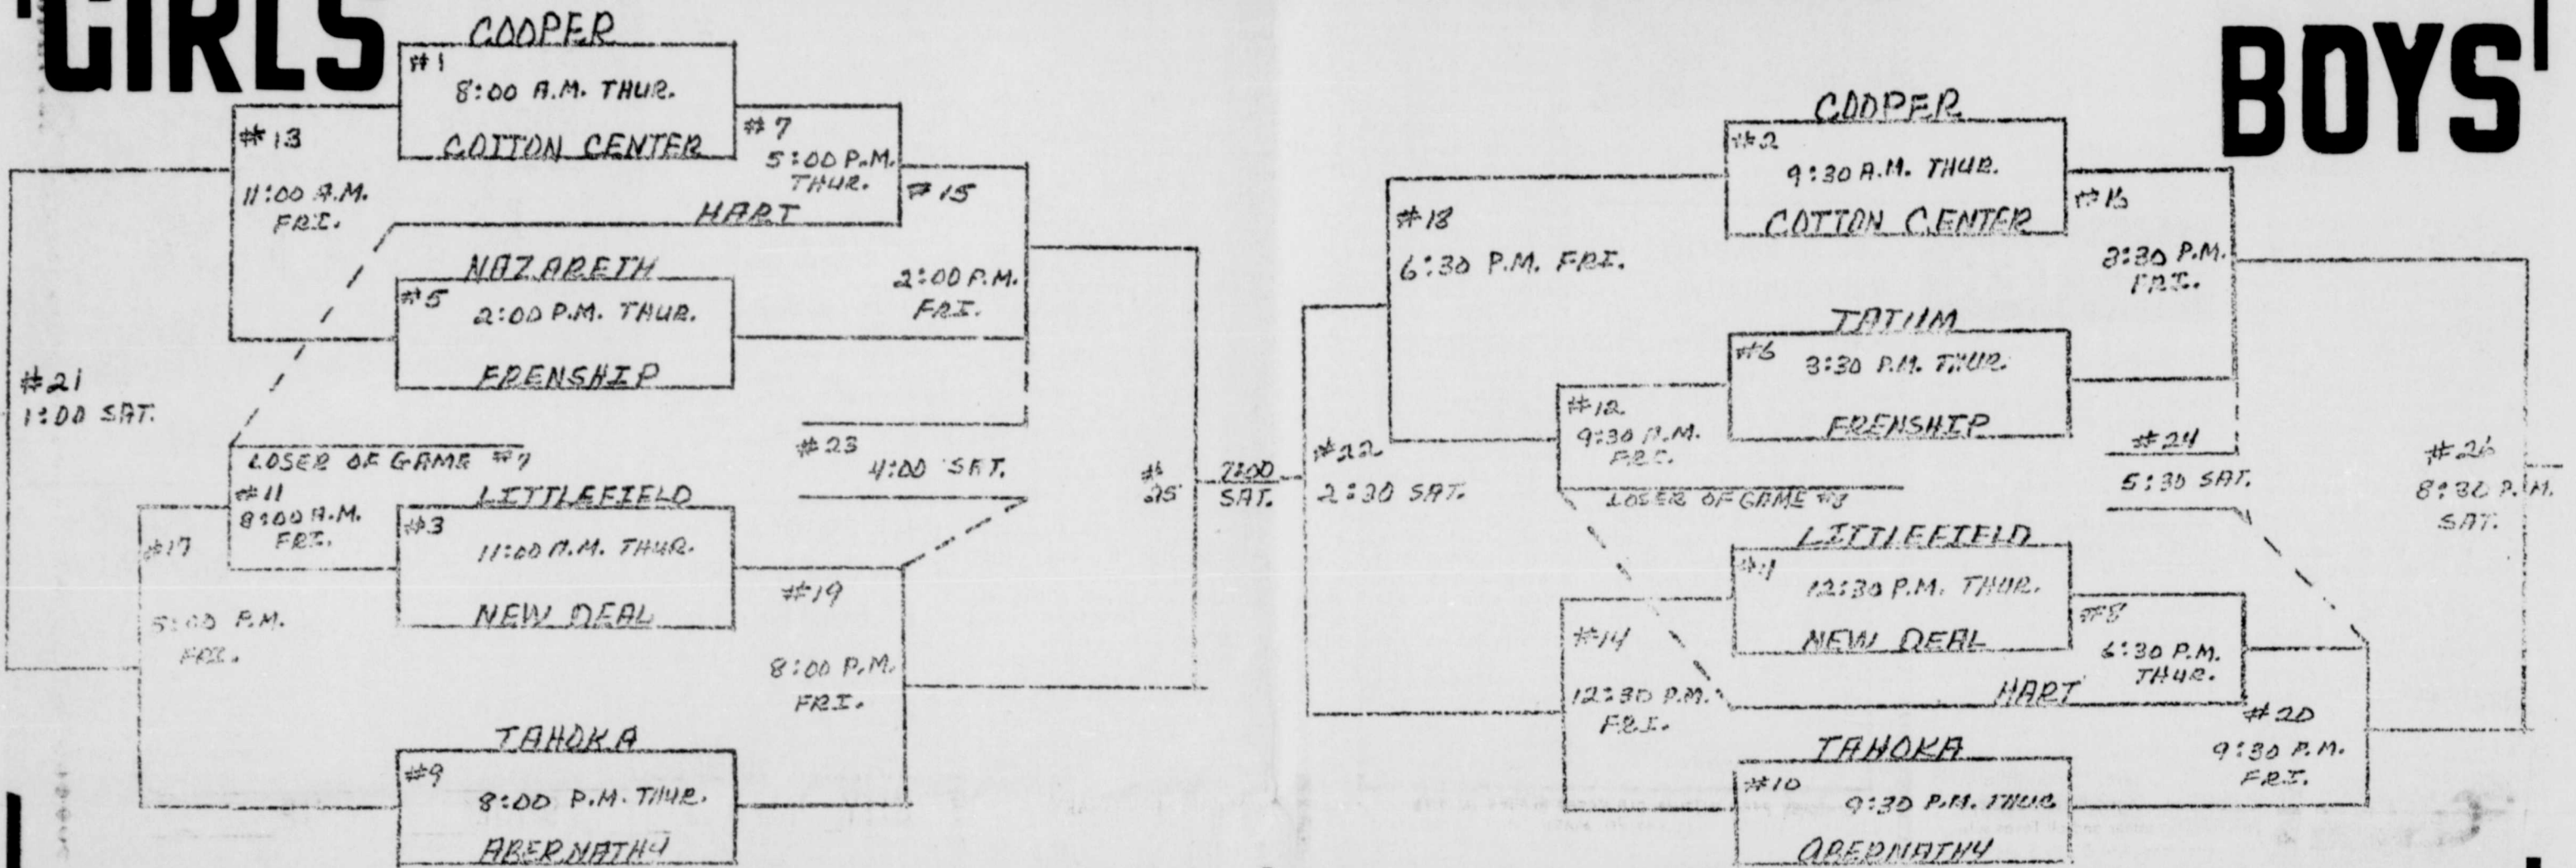 GIRLS
COOPER
#1
8:00 A.M. THUR.
COTTON CENTER
#13
11:00 A.M.
FRI.
#7
5:00 P.M.
THUR.
HART
#15
2:00 P.M.
FRI.
NAZARETH
#5
2:00 P.M. THUR.
FRENSHIP
#21
1:00 SAT.
LOSER OF GAME #7
#11
8:00 A.M.
FRI.
#23
4:00 SAT.
LITTLEFIELD
#3
11:00 A.M. THUR.
NEW DEAL
#17
5:00 P.M.
FRI.
#19
8:00 P.M.
FRI.
TAHOKA
#9
8:00 P.M. THUR.
ABERNATHY
#
25
7:00
SAT.
BOYS
COOPER
#2
9:30 A.M. THUR.
COTTON CENTER
#18
6:30 P.M. FRI.
#16
3:30 P.M.
FRI.
TATUM
#6
3:30 P.M. THUR.
FRENSHIP
#12
9:30 A.M.
FRI.
LOSER OF GAME #8
#22
2:30 SAT.
#24
5:30 SAT.
#26
8:30 P.M.
SAT.
LITTLEFIELD
#4
12:30 P.M. THUR.
NEW DEAL
#8
6:30 P.M.
THUR.
HART
#14
12:30 P.M.
FRI.
#20
9:30 P.M.
FRI.
TAHOKA
#10
9:30 P.M. THUR
ABERNATHY